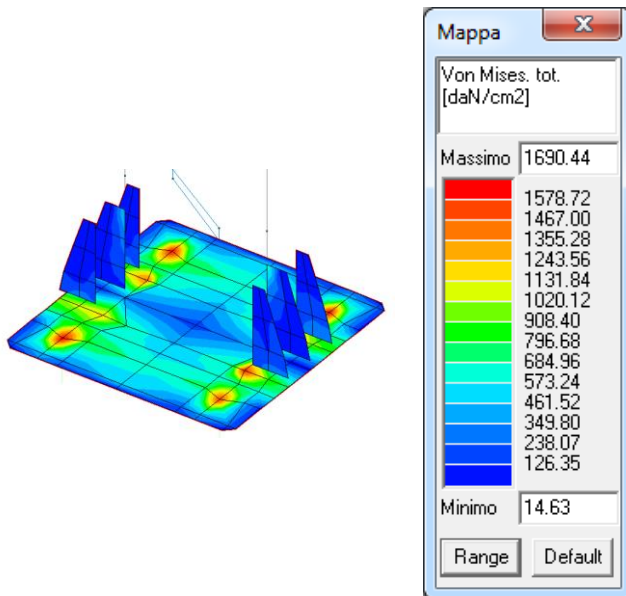 Mappa
Von Mises. tot.
[daN/cm2]
Massimo 1690.44
1578.72
1467.00
1355.28
1243.56
1131.84
1020.12
908.40
796.68
684.96
573.24
461.52
349.80
238.07
126.35
Minimo 14.63
Range Default